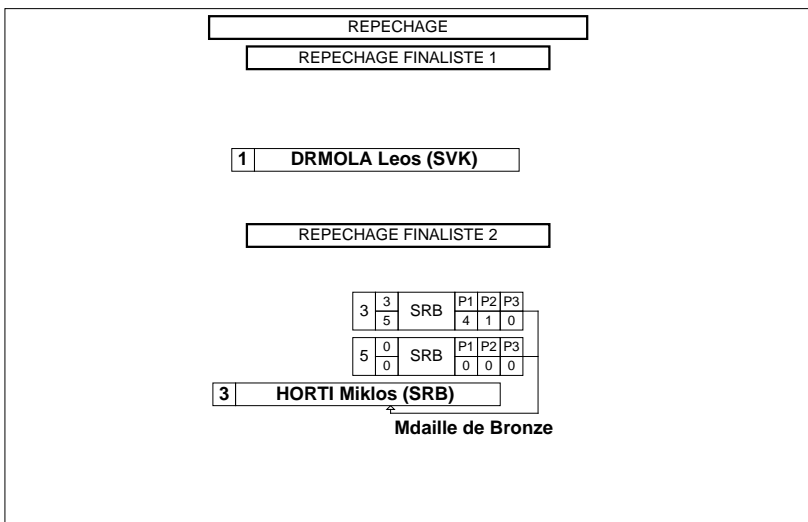 REPECHAGE
REPECHAGE FINALISTE 1
1 DRMOLA Leos (SVK)
REPECHAGE FINALISTE 2
3 3 SRB P1 P2 P3
5 4 1 0
5 0 SRB P1 P2 P3
0 0 0 0
3 HORTI Miklos (SRB)
Mdaille de Bronze